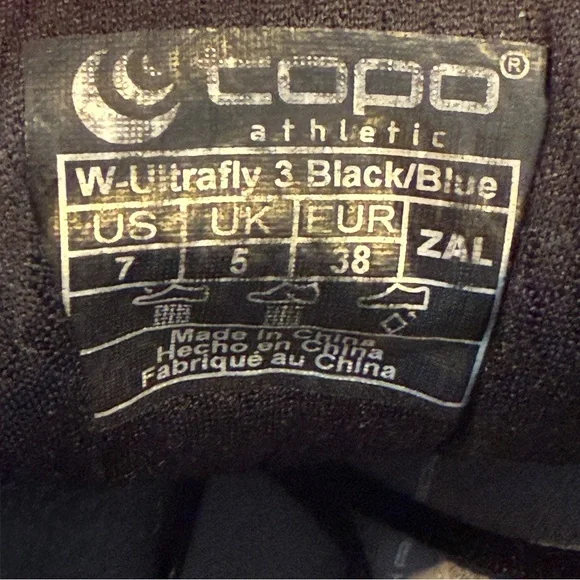 topo®
athletic
W-Ultrafly 3 Black/Blue
US UK EUR ZAL
7 5 38
Made in China
Hecho en China
Fabriqué au China